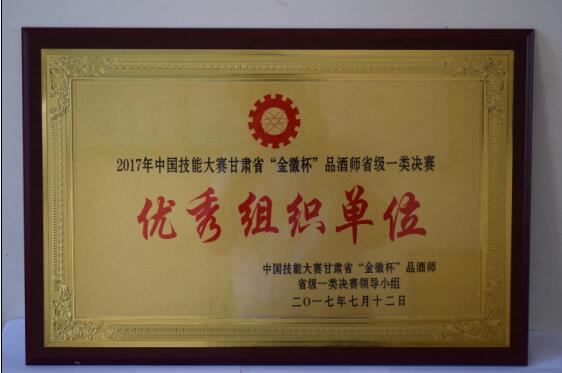 2017年中国技能大赛甘肃省“金徽杯”品酒师省级一类决赛
优秀组织单位
中国技能大赛甘肃省“金徽杯”品酒师
省级一类决赛领导小组
二〇一七年七月十二日